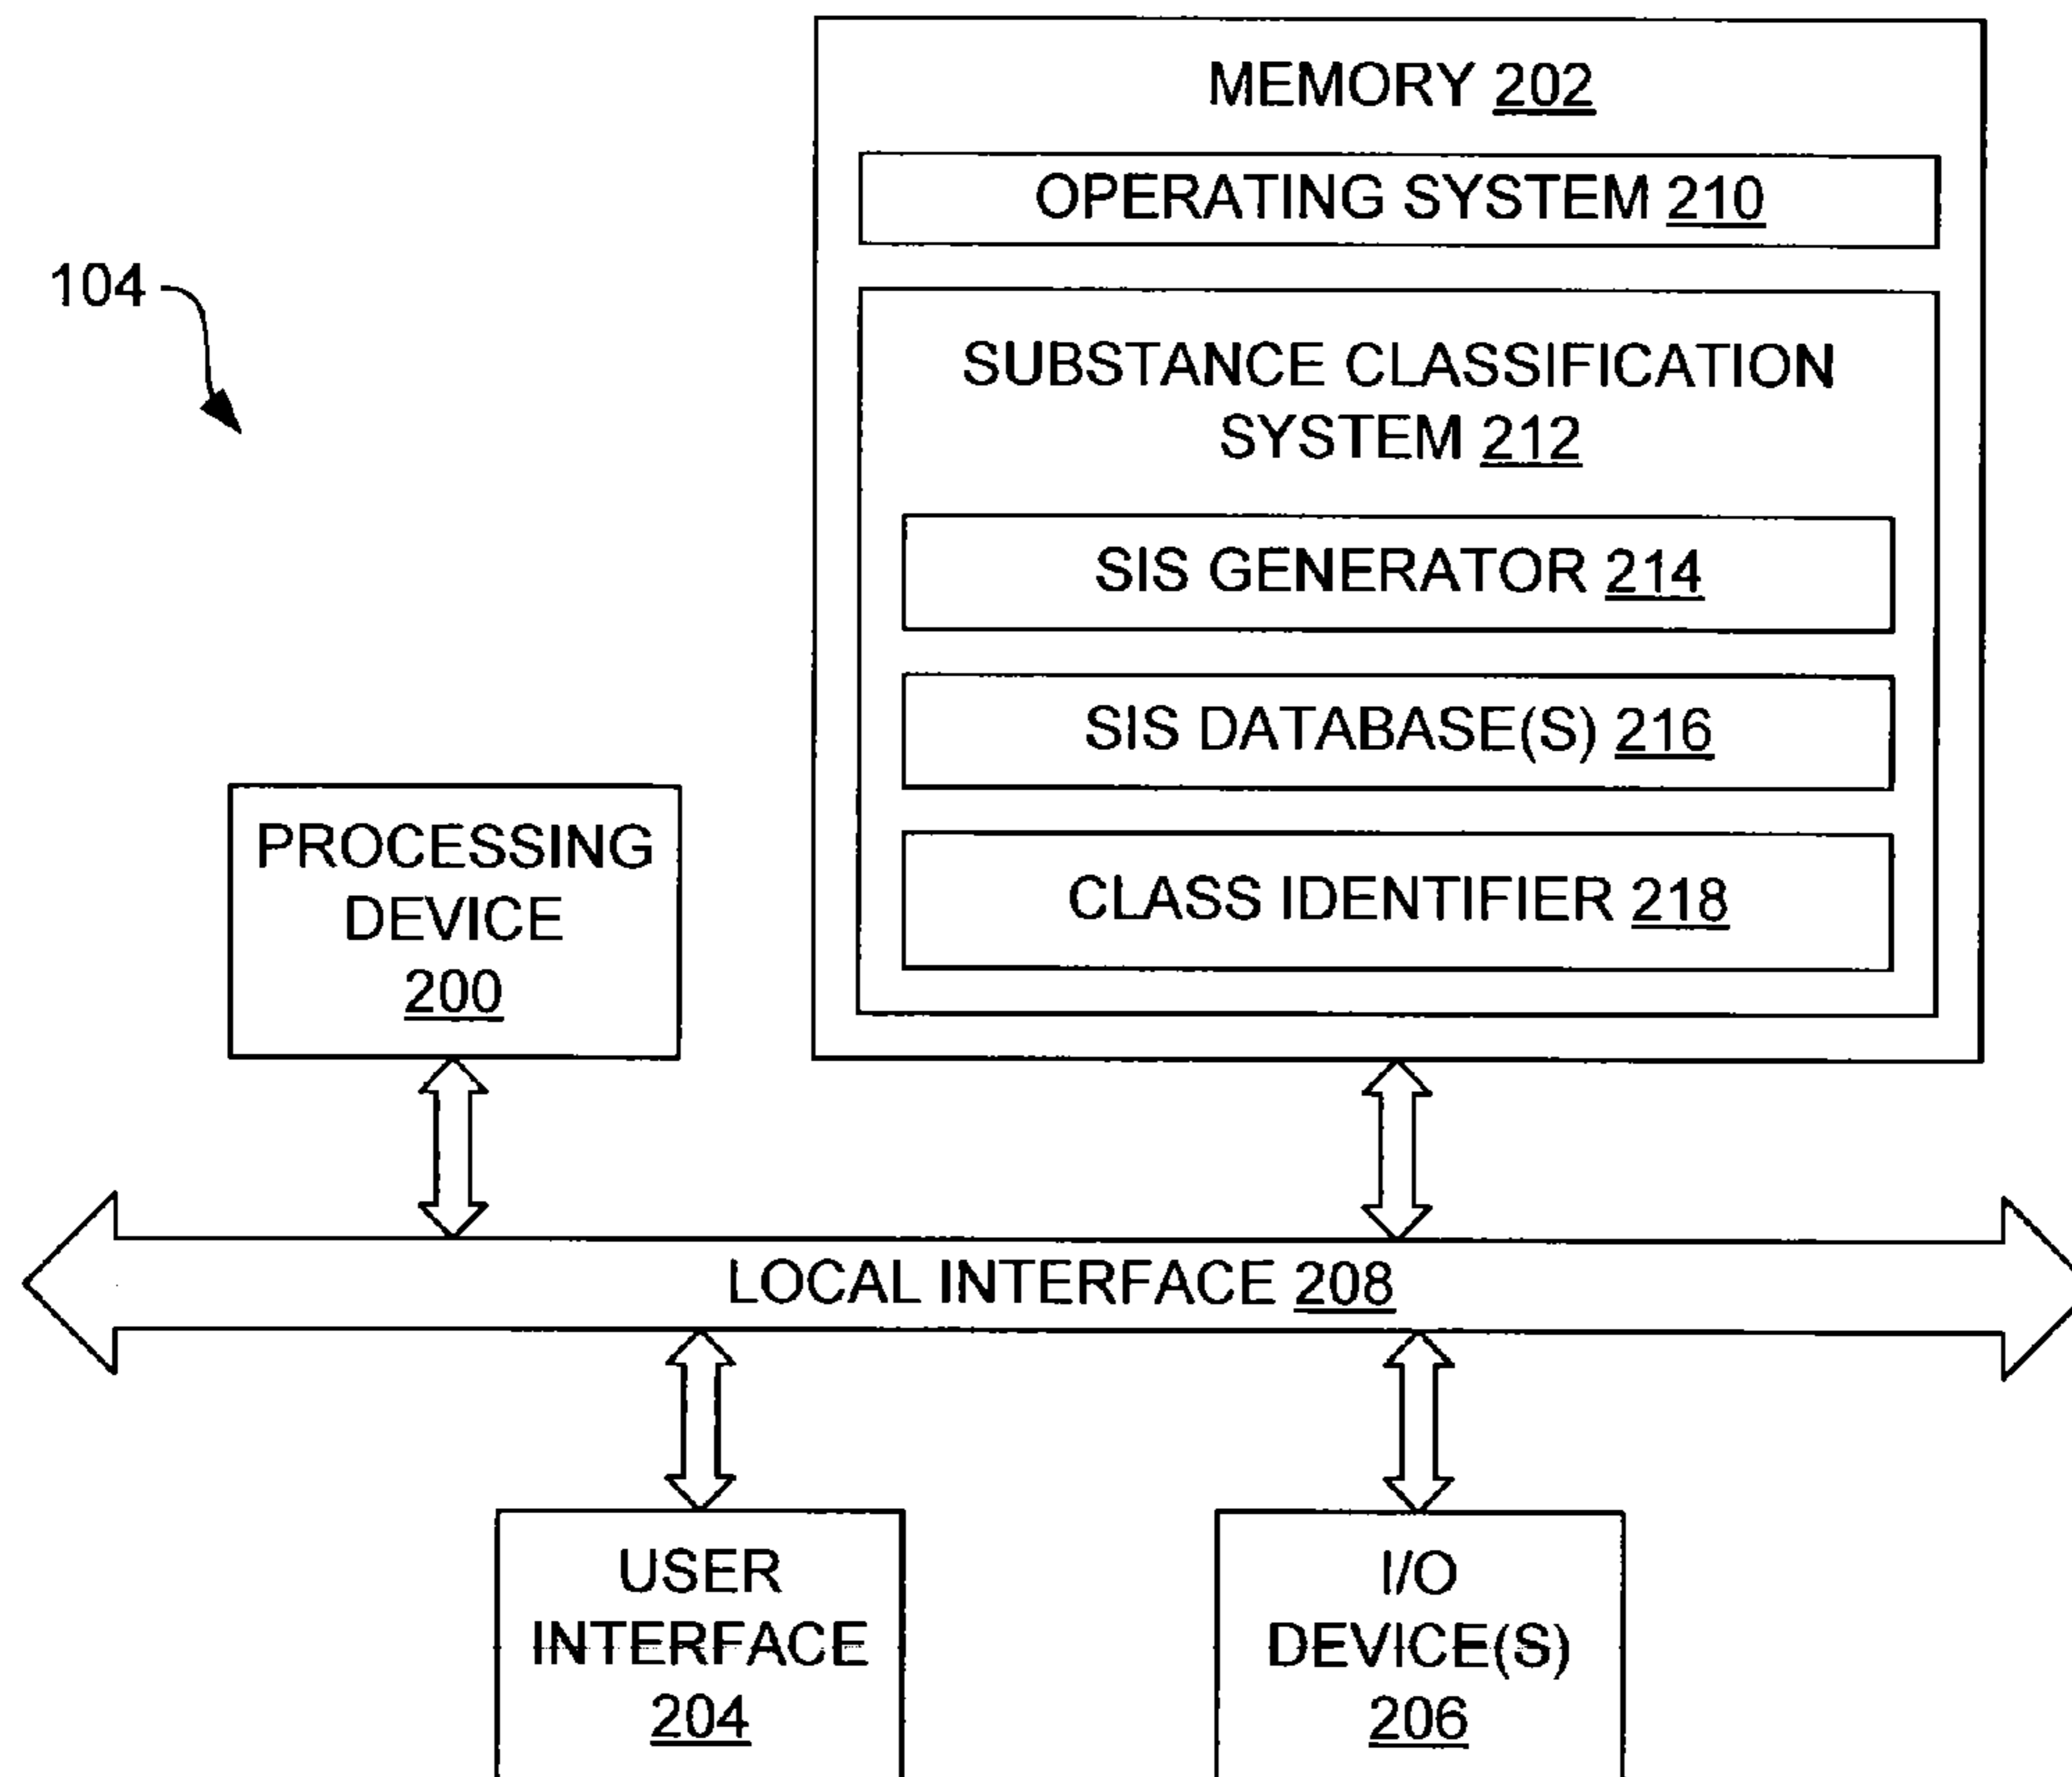 MEMORY 202
OPERATING SYSTEM 210
104
SUBSTANCE CLASSIFICATION
SYSTEM 212
SIS GENERATOR 214
SIS DATABASE(S) 216
CLASS IDENTIFIER 218
PROCESSING
DEVICE
200
LOCAL INTERFACE 208
USER
INTERFACE
204
I/O
DEVICE(S)
206